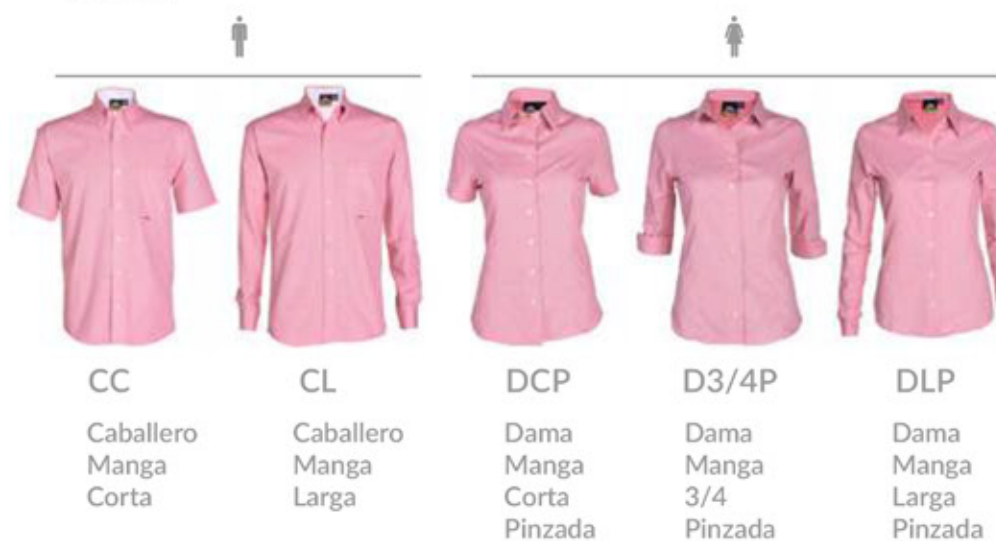 CC
Caballero
Manga
Corta
CL
Caballero
Manga
Larga
DCP
Dama
Manga
Corta
Pinzada
D3/4P
Dama
Manga
3/4
Pinzada
DLP
Dama
Manga
Larga
Pinzada